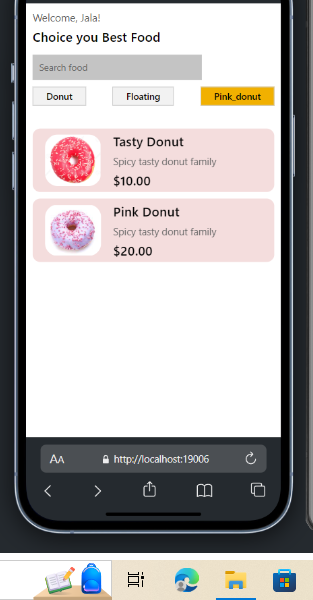 Welcome, Jala!
Choice you Best Food
Search food
Donut Floating Pink_donut
Tasty Donut
Spicy tasty donut family
$10.00
Pink Donut
Spicy tasty donut family
$20.00
AA http://localhost:19006